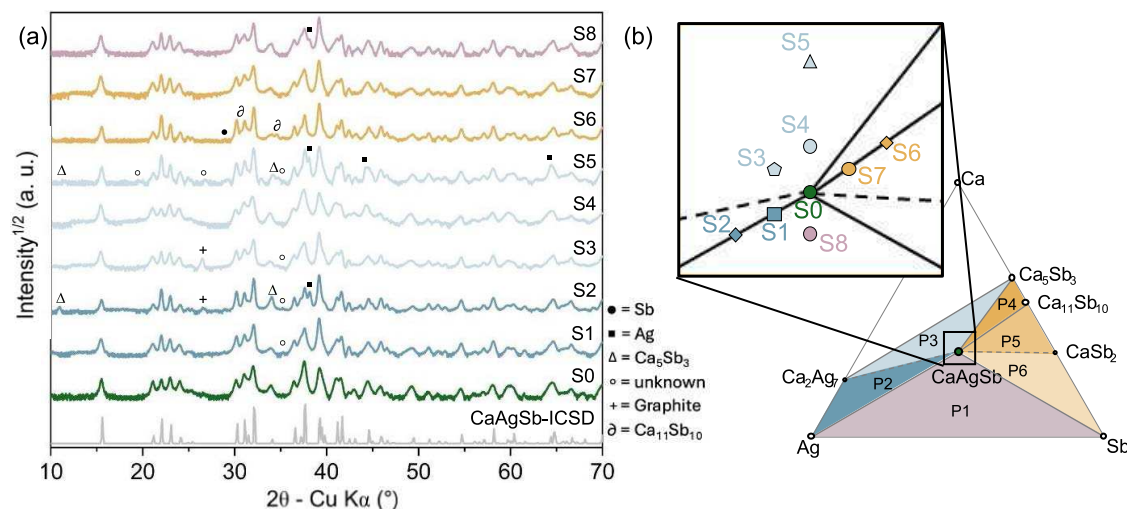 (a)
Intensity¹ᐟ² (a. u.)
S8
S7
S6
S5
S4
S3
S2
S1
S0
CaAgSb-ICSD
■
∂
∂
●
Δ
○
○
■
Δ
○
■
■
+
○
Δ
+
Δ
○
■
○
● = Sb
■ = Ag
Δ = Ca₅Sb₃
○ = unknown
+ = Graphite
∂ = Ca₁₁Sb₁₀
10 20 30 40 50 60 70
2θ - Cu Kα (°)
(b)
S5
S4
S3
S6
S7
S0
S2
S1
S8
Ca
Ca₅Sb₃
Ca₁₁Sb₁₀
P4
P3
P5
CaSb₂
CaAgSb
P6
Ca₂Ag₇
P2
P1
Ag
Sb